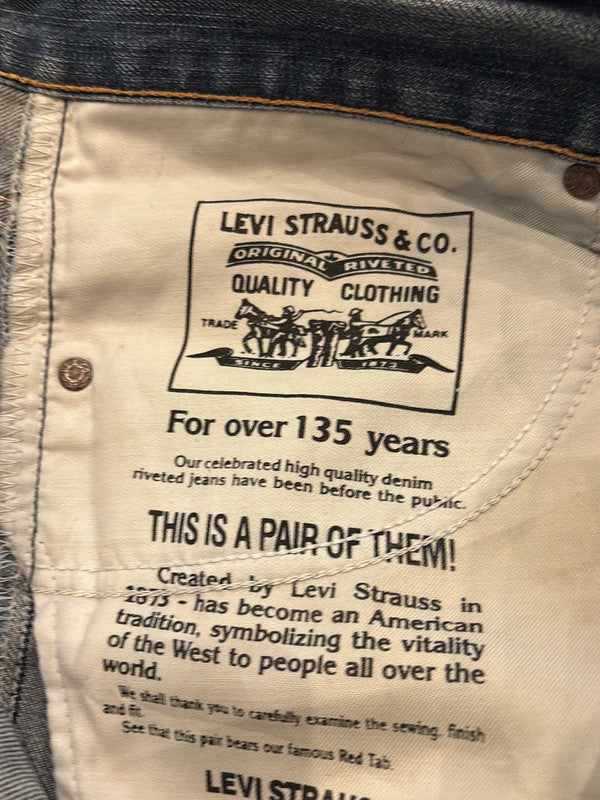 LEVI STRAUSS & CO.
ORIGINAL RIVETED
QUALITY CLOTHING
TRADE MARK
SINCE 1873
For over 135 years
Our celebrated high quality denim
riveted jeans have been before the public.
THIS IS A PAIR OF THEM!
Created by Levi Strauss in
1873 - has become an American
tradition, symbolizing the vitality
of the West to people all over the
world.
We shall thank you to carefully examine the sewing, finish
and fit.
See that this pair bears our famous Red Tab.
LEVI STRAUSS